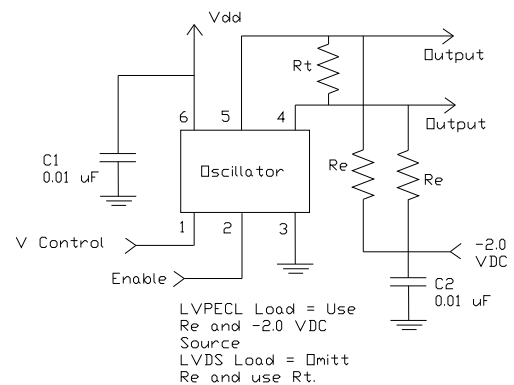 Vdd
Output
Rt
6
5
4
Output
C1
0.01 uF
Oscillator
Re
Re
1
2
3
V Control
-2.0
VDC
Enable
C2
0.01 uF
LVPECL Load = Use
Re and -2.0 VDC
Source
LVDS Load = Omitt
Re and use Rt.